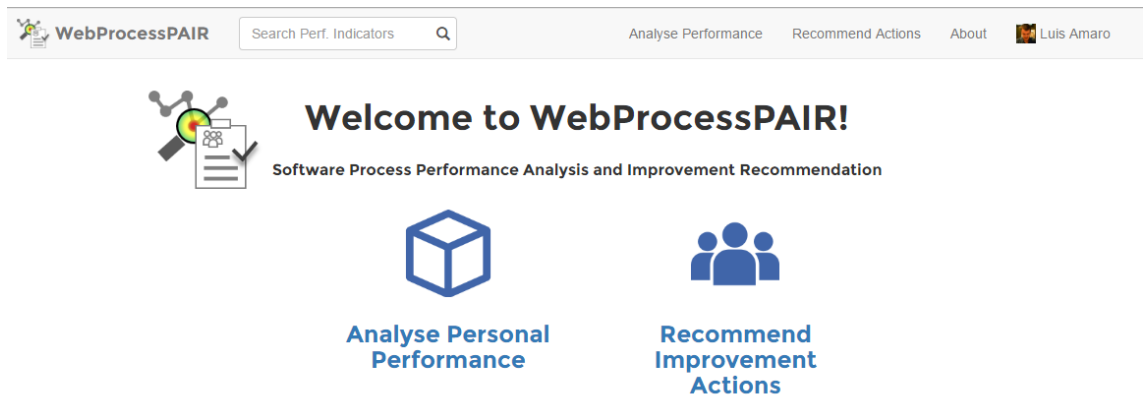 WebProcessPAIR
Search Perf. Indicators
Analyse Performance
Recommend Actions
About
Luis Amaro
Welcome to WebProcessPAIR!
Software Process Performance Analysis and Improvement Recommendation
Analyse Personal
Performance
Recommend
Improvement
Actions